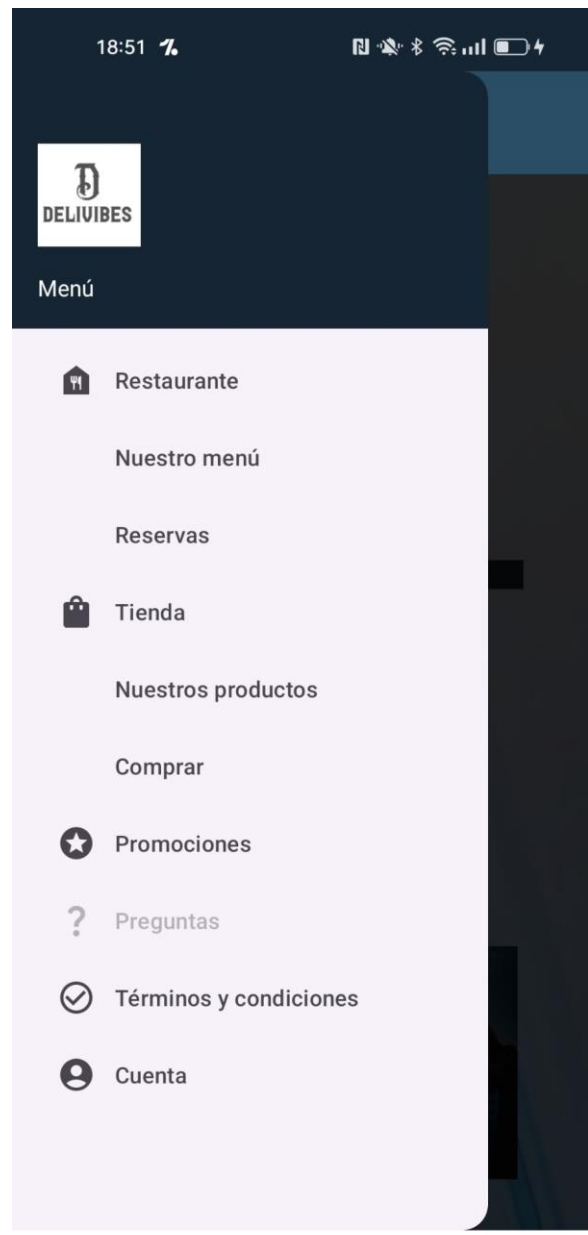 18:51
DELIVIBES
Menú
Restaurante
Nuestro menú
Reservas
Tienda
Nuestros productos
Comprar
Promociones
? Preguntas
Términos y condiciones
Cuenta